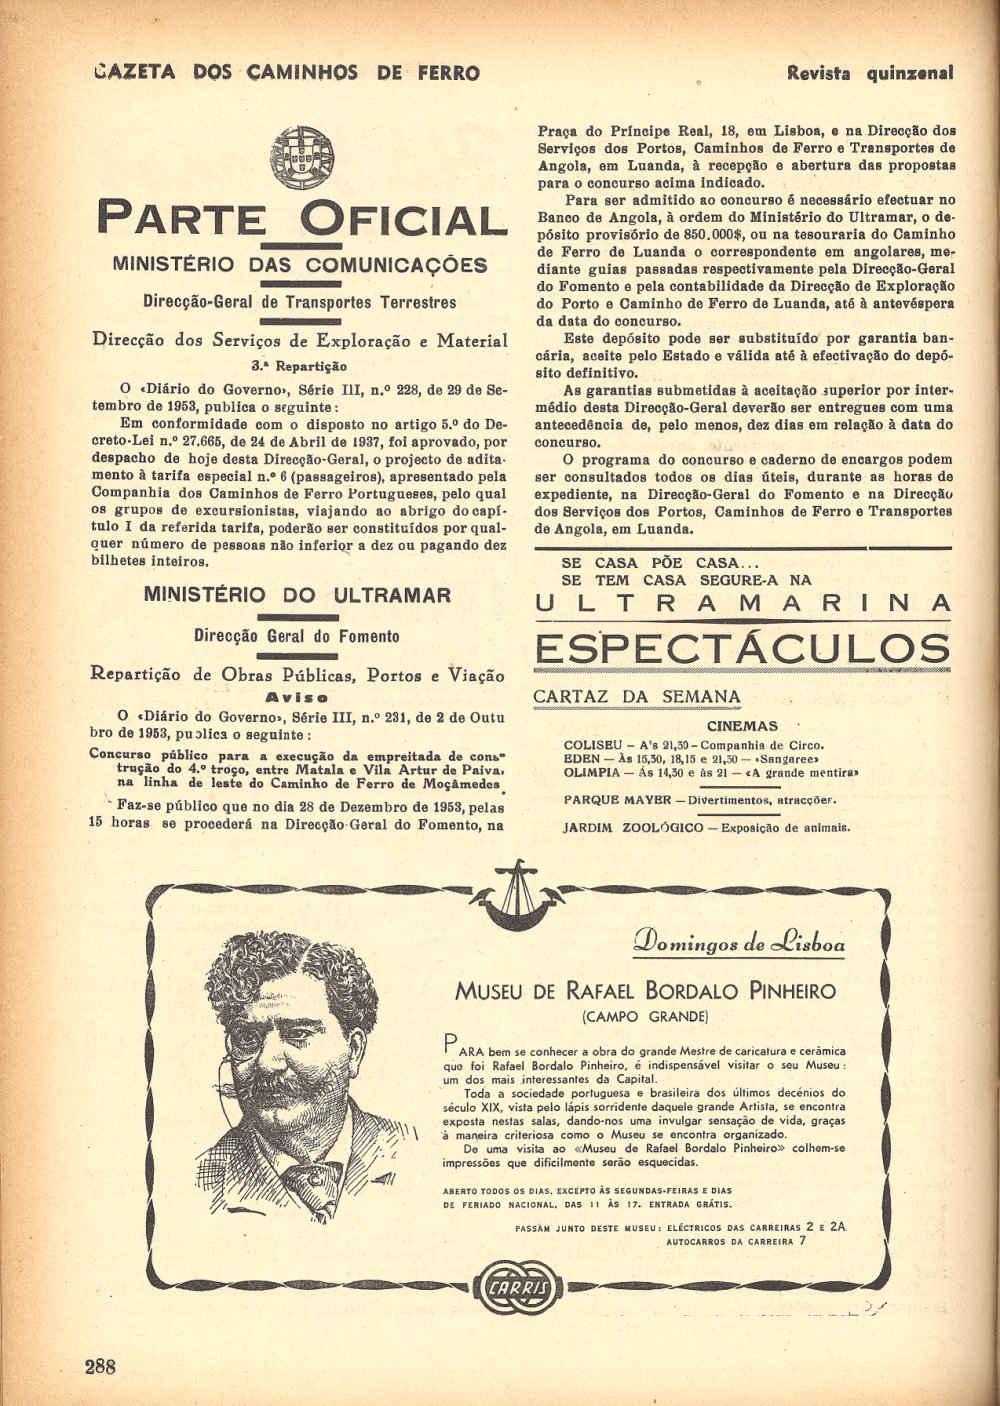 GAZETA DOS CAMINHOS DE FERRO
Revista quinzenal
PARTE OFICIAL
MINISTÉRIO DAS COMUNICAÇÕES
Direcção-Geral de Transportes Terrestres
Direcção dos Serviços de Exploração e Material
3.ª Repartição
O «Diário do Governo», Série III, n.º 228, de 29 de Se-
tembro de 1953, publica o seguinte:
Em conformidade com o disposto no artigo 5.º do De-
creto-Lei n.º 27.665, de 24 de Abril de 1937, foi aprovado, por
despacho de hoje desta Direcção-Geral, o projecto de adita-
mento à tarifa especial n.º 6 (passageiros), apresentado pela
Companhia dos Caminhos de Ferro Portugueses, pelo qual
os grupos de excursionistas, viajando ao abrigo do capí-
tulo I da referida tarifa, poderão ser constituídos por qual-
quer número de pessoas não inferior a dez ou pagando dez
bilhetes inteiros.
MINISTÉRIO DO ULTRAMAR
Direcção Geral do Fomento
Repartição de Obras Públicas, Portos e Viação
Aviso
O «Diário do Governo», Série III, n.º 231, de 2 de Outu
bro de 1953, publica o seguinte:
Concurso público para a execução da empreitada de cons-
trução do 4.º troço, entre Matala e Vila Artur de Paiva,
na linha de leste do Caminho de Ferro de Moçâmedes.
Faz-se público que no dia 28 de Dezembro de 1953, pelas
15 horas se procederá na Direcção-Geral do Fomento, na
Praça do Príncipe Real, 18, em Lisboa, e na Direcção dos
Serviços dos Portos, Caminhos de Ferro e Transportes de
Angola, em Luanda, à recepção e abertura das propostas
para o concurso acima indicado.
Para ser admitido ao concurso é necessário efectuar no
Banco de Angola, à ordem do Ministério do Ultramar, o de-
pósito provisório de 850.000$, ou na tesouraria do Caminho
de Ferro de Luanda o correspondente em angolares, me-
diante guias passadas respectivamente pela Direcção-Geral
do Fomento e pela contabilidade da Direcção de Exploração
do Porto e Caminho de Ferro de Luanda, até à antevéspera
da data do concurso.
Este depósito pode ser substituído por garantia ban-
cária, aceite pelo Estado e válida até à efectivação do depó-
sito definitivo.
As garantias submetidas à aceitação superior por inter-
médio desta Direcção-Geral deverão ser entregues com uma
antecedência de, pelo menos, dez dias em relação à data do
concurso.
O programa do concurso e caderno de encargos podem
ser consultados todos os dias úteis, durante as horas de
expediente, na Direcção-Geral do Fomento e na Direcção
dos Serviços dos Portos, Caminhos de Ferro e Transportes
de Angola, em Luanda.
SE CASA PÕE CASA...
SE TEM CASA SEGURE-A NA
ULTRAMARINA
ESPECTÁCULOS
CARTAZ DA SEMANA
CINEMAS
COLISEU — A's 21,30 — Companhia de Circo.
EDEN — Às 15,30, 18,15 e 21,30 — «Sangaree»
OLIMPIA — Ás 14,30 e às 21 — «A grande mentira»
PARQUE MAYER — Divertimentos, atracções.
JARDIM ZOOLÓGICO — Exposição de animais.
Domingos de Lisboa
MUSEU DE RAFAEL BORDALO PINHEIRO
(CAMPO GRANDE)
PARA bem se conhecer a obra do grande Mestre de caricatura e cerâmica
que foi Rafael Bordalo Pinheiro, é indispensável visitar o seu Museu:
um dos mais interessantes da Capital.
Toda a sociedade portuguesa e brasileira dos últimos decénios do
século XIX, vista pelo lápis sorridente daquele grande Artista, se encontra
exposta nestas salas, dando-nos uma invulgar sensação de vida, graças
à maneira criteriosa como o Museu se encontra organizado.
De uma visita ao «Museu de Rafael Bordalo Pinheiro» colhem-se
impressões que dificilmente serão esquecidas.
ABERTO TODOS OS DIAS, EXCEPTO ÀS SEGUNDAS-FEIRAS E DIAS
DE FERIADO NACIONAL, DAS 11 ÀS 17. ENTRADA GRÁTIS.
PASSAM JUNTO DESTE MUSEU: ELÉCTRICOS DAS CARREIRAS 2 E 2A
AUTOCARROS DA CARREIRA 7
CARRIS
288